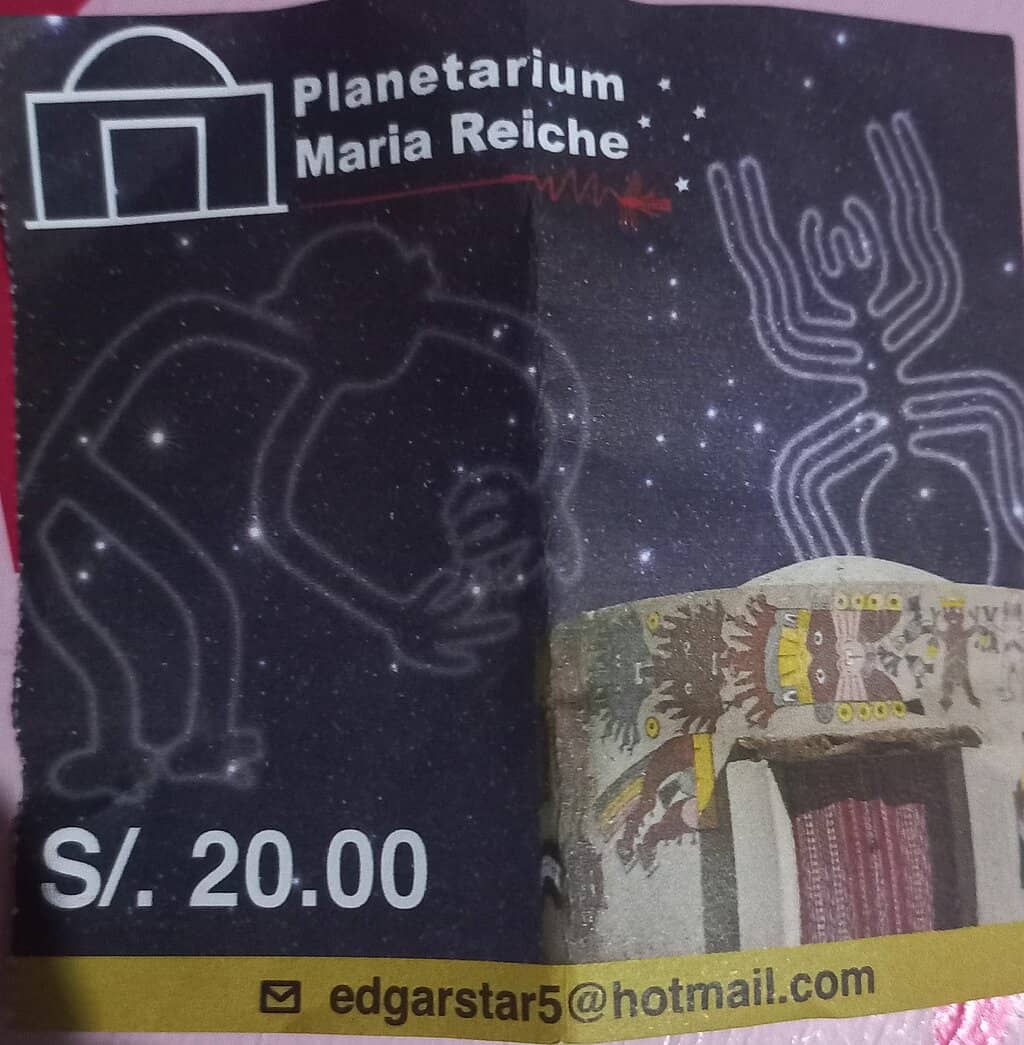 Planetarium
Maria Reiche
S/. 20.00
edgarstar5@hotmail.com